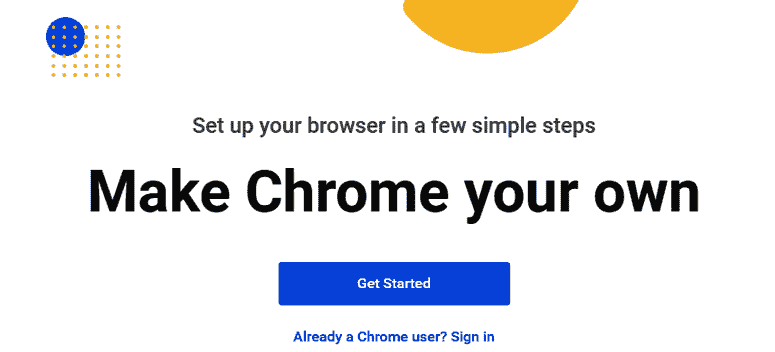 Set up your browser in a few simple steps
Make Chrome your own
Get Started
Already a Chrome user? Sign in